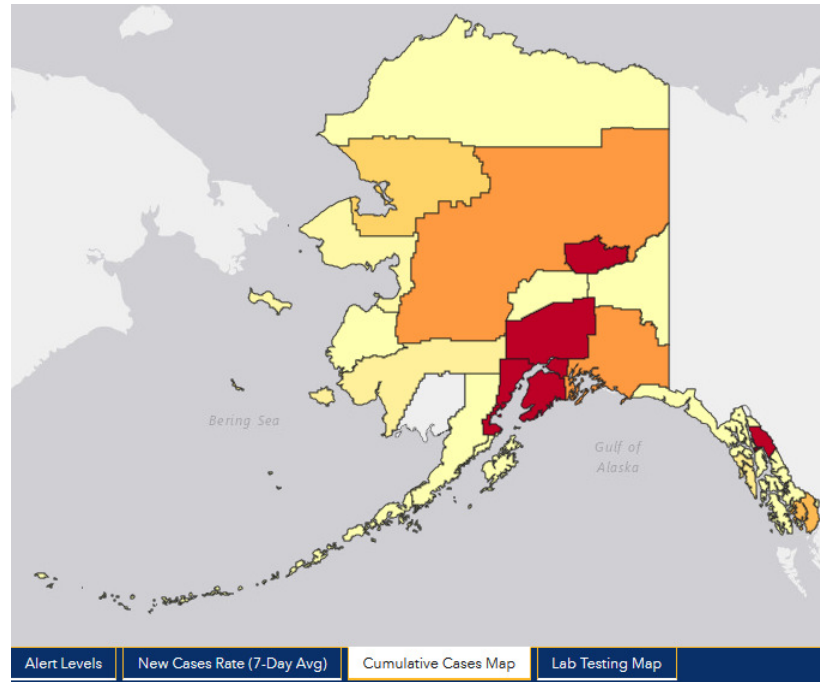 Bering Sea
Gulf of
Alaska
Alert Levels
New Cases Rate (7-Day Avg)
Cumulative Cases Map
Lab Testing Map